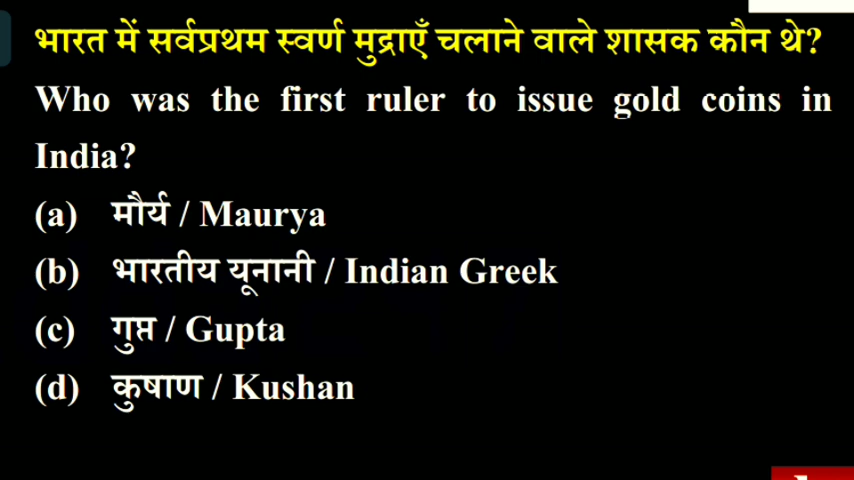 भारत में सर्वप्रथम स्वर्ण मुद्राएँ चलाने वाले शासक कौन थे?
Who was the first ruler to issue gold coins in
India?
(a) मौर्य / Maurya
(b) भारतीय यूनानी / Indian Greek
(c) गुप्त / Gupta
(d) कुषाण / Kushan